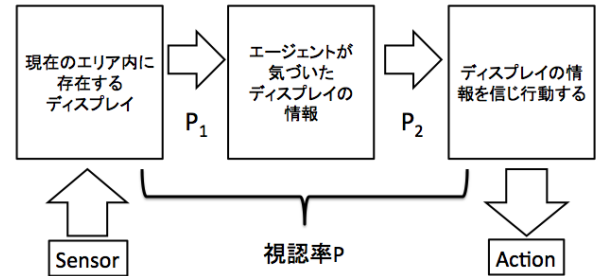 現在のエリア内に
存在する
ディスプレイ
P1
エージェントが
気づいた
ディスプレイの
情報
P2
ディスプレイの情
報を信じ行動する
Sensor
視認率P
Action